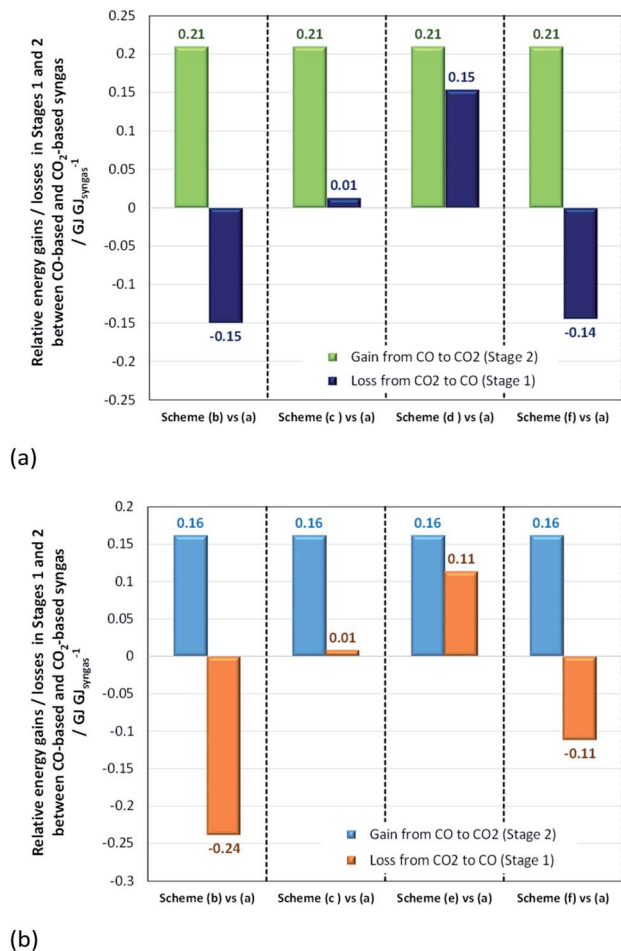 Relative energy gains / losses in Stages 1 and 2
between CO-based and CO2-based syngas
/ GJ GJsyngas-1
0.25
0.2
0.15
0.1
0.05
0
-0.05
-0.1
-0.15
-0.2
-0.25
0.21 0.21 0.21 0.21
0.15
0.01
-0.15 -0.14
Gain from CO to CO2 (Stage 2)
Loss from CO2 to CO (Stage 1)
Scheme (b) vs (a) Scheme (c ) vs (a) Scheme (d ) vs (a) Scheme (f) vs (a)
(a)
Relative energy gains / losses in Stages 1 and 2
between CO-based and CO2-based syngas
/ GJ GJsyngas-1
0.2
0.15
0.1
0.05
0
-0.05
-0.1
-0.15
-0.2
-0.25
-0.3
0.16 0.16 0.16 0.16
0.11
0.01
-0.11
-0.24
Gain from CO to CO2 (Stage 2)
Loss from CO2 to CO (Stage 1)
Scheme (b) vs (a) Scheme (c ) vs (a) Scheme (e) vs (a) Scheme (f) vs (a)
(b)